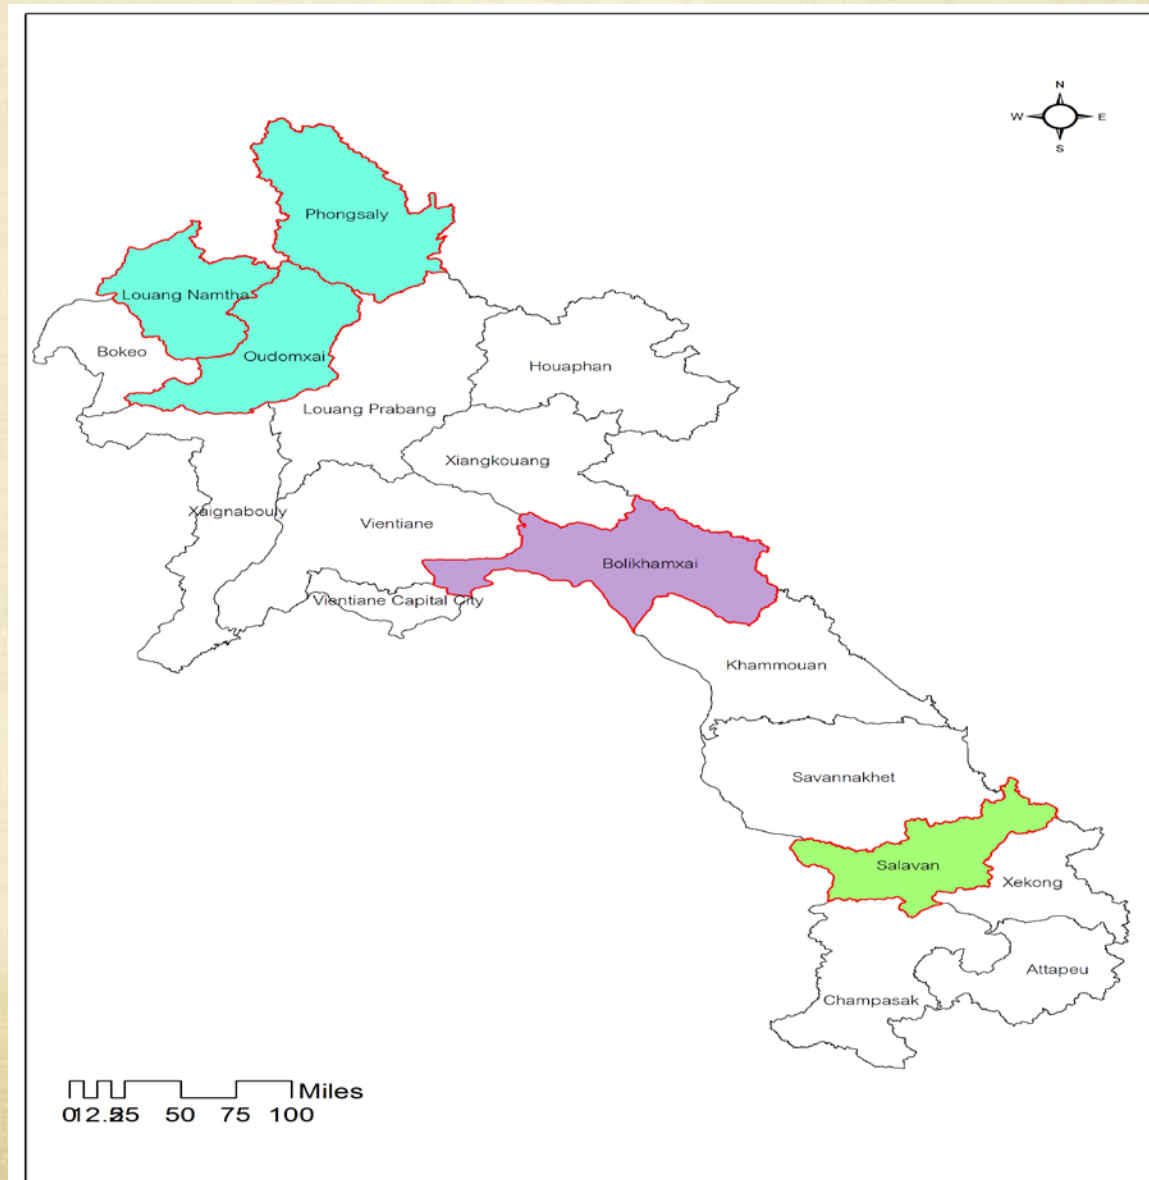 N
W E
S
Phongsaly
Louang Namtha
Bokeo
Oudomxai
Houaphan
Louang Prabang
Xiangkouang
Xaignabouly
Vientiane
Bolikhamxai
Vientiane Capital City
Khammouan
Savannakhet
Salavan
Xekong
Attapeu
Champasak
Miles
0 12.5 25 50 75 100